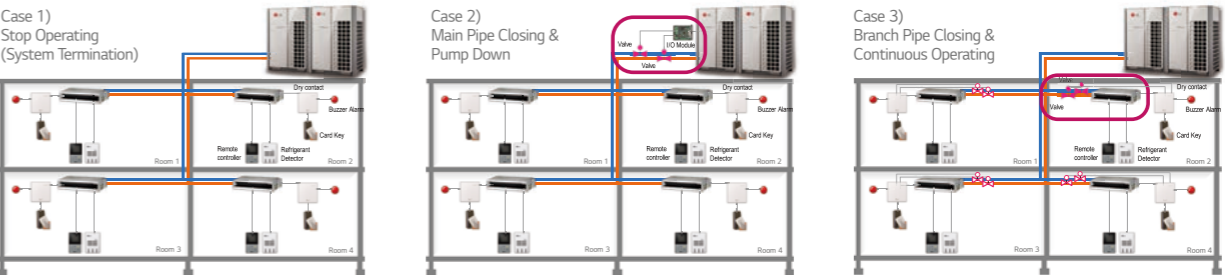 Case 1)
Stop Operating
(System Termination)
Dry contact
Buzzer Alarm
Card Key
Remote
controller
Refrigerant
Detector
Room 1
Room 2
Room 3
Room 4
Case 2)
Main Pipe Closing &
Pump Down
Valve
I/O Module
Valve
Dry contact
Buzzer Alarm
Card Key
Remote
controller
Refrigerant
Detector
Room 1
Room 2
Room 3
Room 4
Case 3)
Branch Pipe Closing &
Continuous Operating
Valve
Dry contact
Valve
Buzzer Alarm
Card Key
Remote
controller
Refrigerant
Detector
Room 1
Room 2
Room 3
Room 4